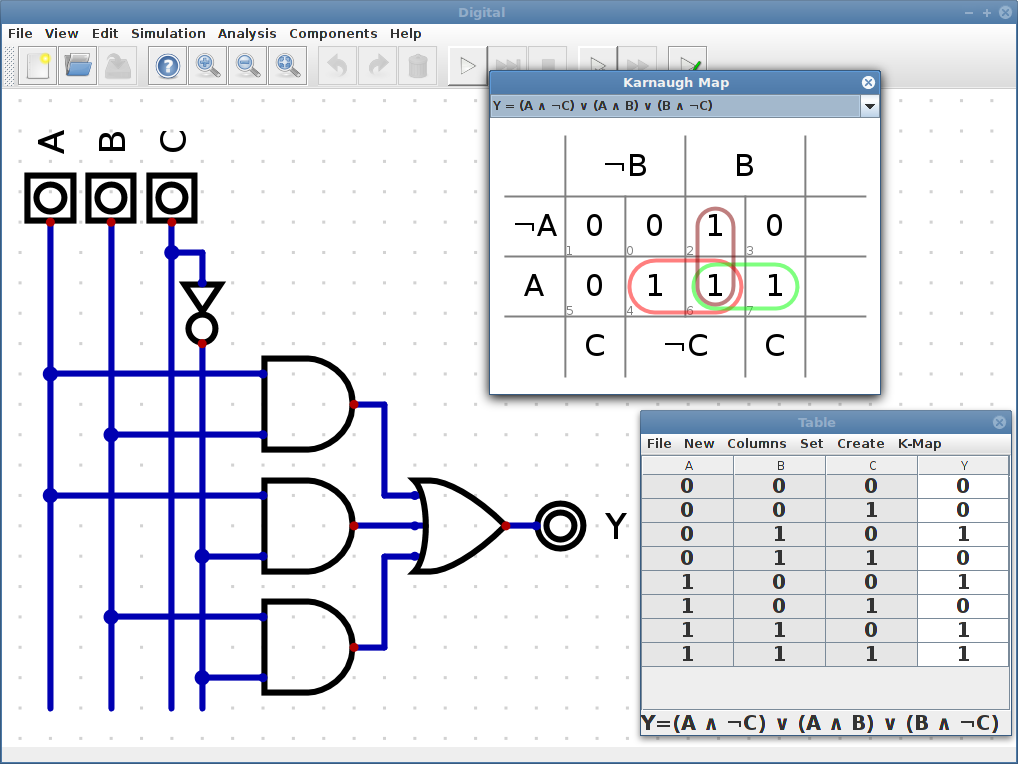 Digital
File View Edit Simulation Analysis Components Help
A B C
Y
Karnaugh Map
Y = (A ∧ ¬C) ∨ (A ∧ B) ∨ (B ∧ ¬C)
¬B B
¬A 0 0 1 0
1 0 2 3
A 0 1 1 1
5 4 6 7
C ¬C C
Table
File New Columns Set Create K-Map
A B C Y
0 0 0 0
0 0 1 0
0 1 0 1
0 1 1 0
1 0 0 1
1 0 1 0
1 1 0 1
1 1 1 1
Y=(A ∧ ¬C) ∨ (A ∧ B) ∨ (B ∧ ¬C)